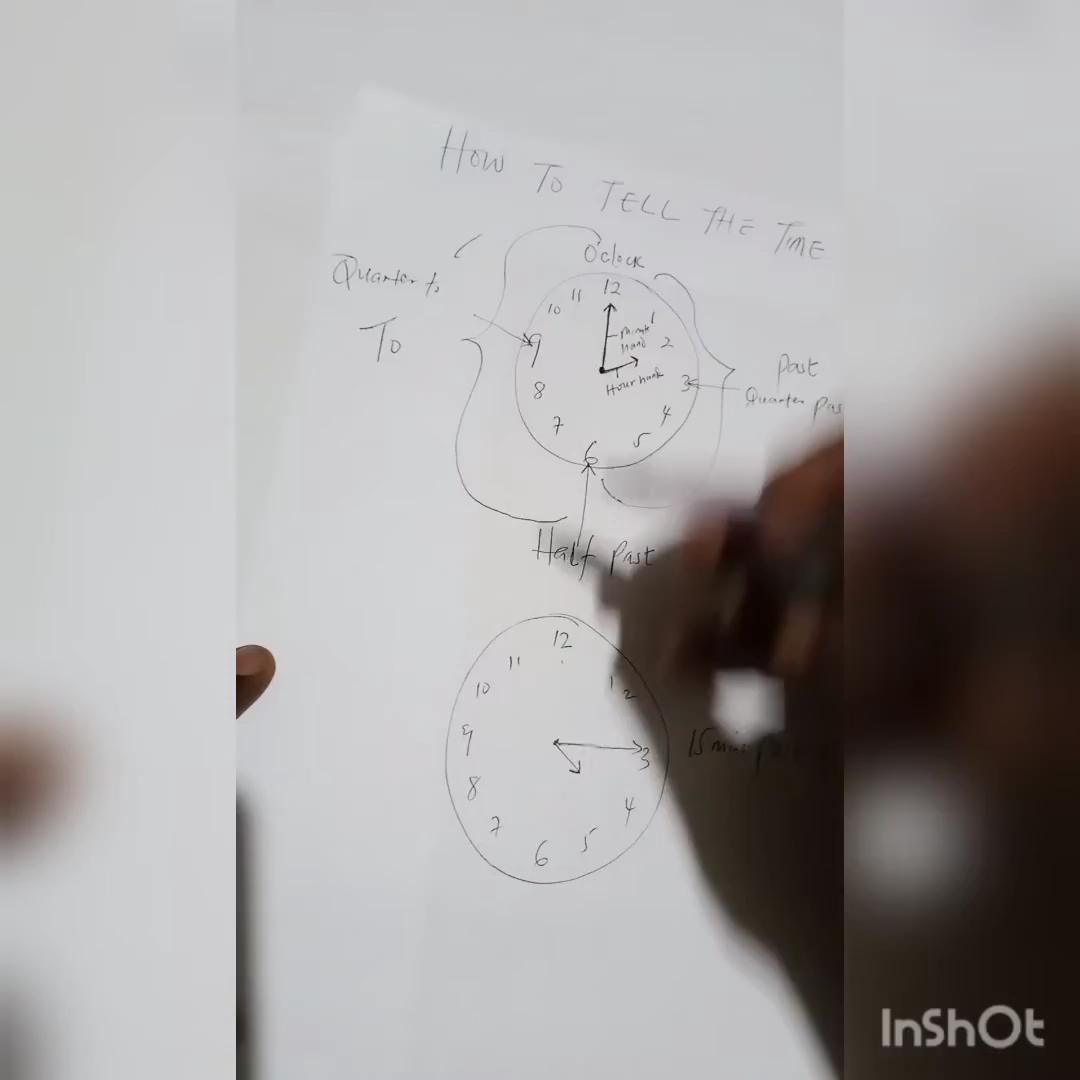 HOW TO TELL THE TIME
O'clock
Quarter to
To
12
11
10
1
Minute hand
2
9
Hour hand
3
Past
Quarter
8
4
7
5
6
Half Past
12
11
1
10
2
9
3
15
8
4
7
5
6
InShOt